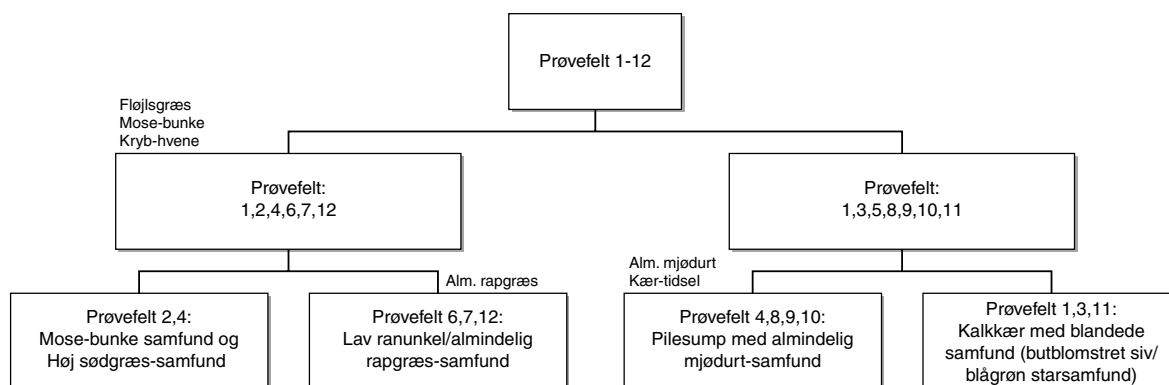 Prøvefelt 1-12
Fløjlsgræs
Mose-bunke
Kryb-hvene
Prøvefelt:
1,2,4,6,7,12
Prøvefelt:
1,3,5,8,9,10,11
Alm. rapgræs
Alm. mjødurt
Kær-tidsel
Prøvefelt 2,4:
Mose-bunke samfund og
Høj sødgræs-samfund
Prøvefelt 6,7,12:
Lav ranunkel/almindelig
rapgræs-samfund
Prøvefelt 4,8,9,10:
Pilesump med almindelig
mjødurt-samfund
Prøvefelt 1,3,11:
Kalkkær med blandede
samfund (butblomstret siv/
blågrøn starsamfund)